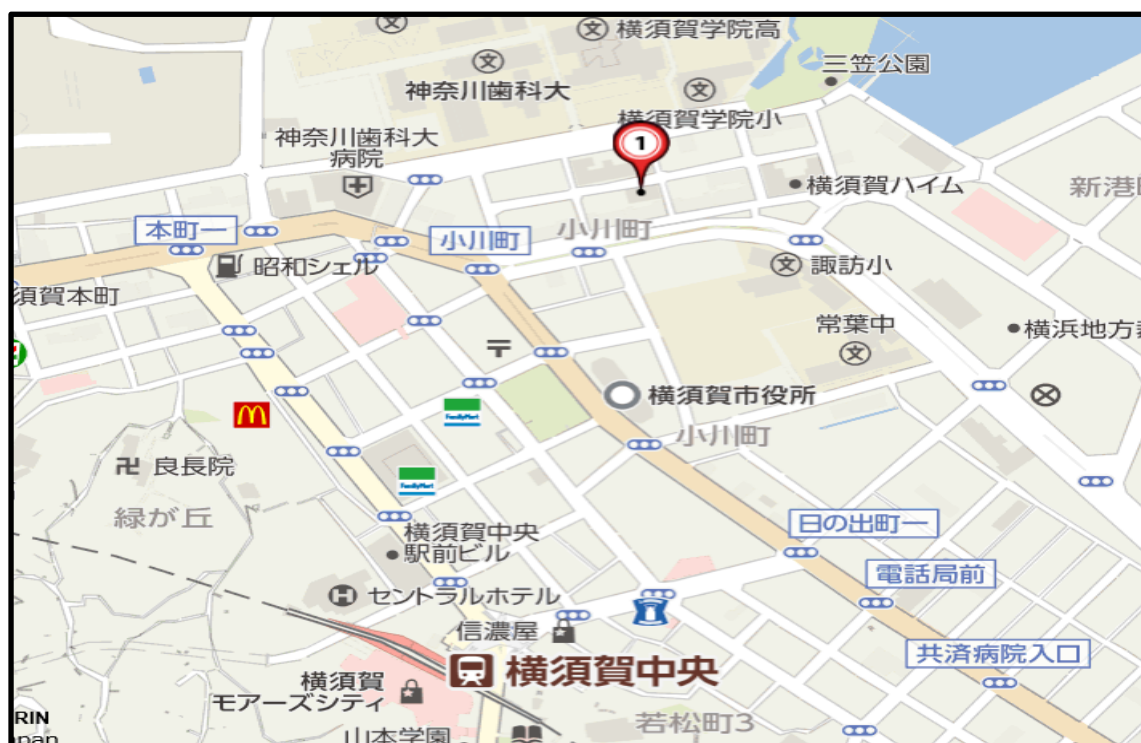 横須賀学院高
三笠公園
神奈川歯科大
横須賀学院小
神奈川歯科大
病院
1
横須賀ハイム
新港
本町一
小川町
小川町
昭和シェル
諏訪小
須賀本町
常葉中
横浜地方
横須賀市役所
FamilyMart
小川町
良長院
FamilyMart
緑が丘
日の出町一
横須賀中央
駅前ビル
電話局前
H
セントラルホテル
信濃屋
共済病院入口
横須賀中央
横須賀
モアーズシティ
RIN
若松町3
山本学園